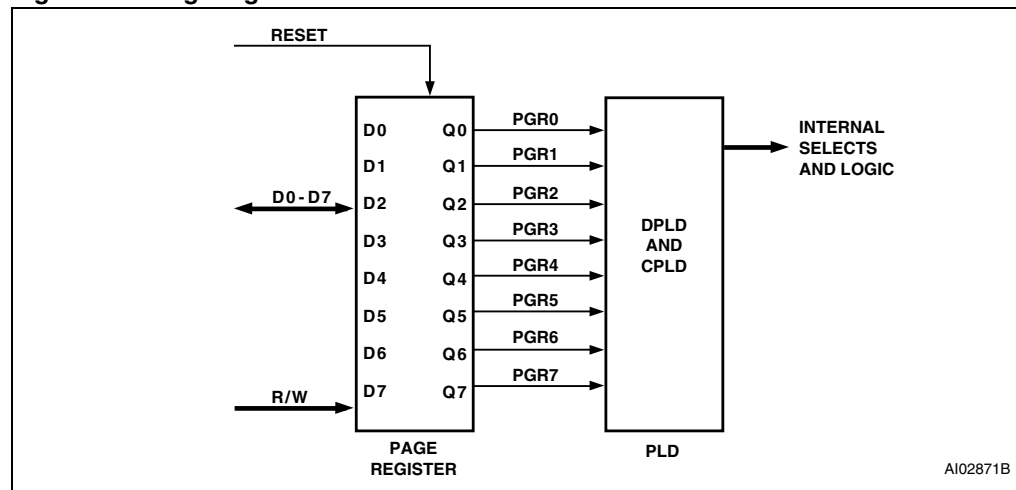 RESET
D0 Q0 PGR0
D1 Q1 PGR1
D0-D7 D2 Q2 PGR2
D3 Q3 PGR3
D4 Q4 PGR4
D5 Q5 PGR5
D6 Q6 PGR6
R/W D7 Q7 PGR7
DPLD
AND
CPLD
INTERNAL
SELECTS
AND LOGIC
PAGE
REGISTER
PLD
AI02871B